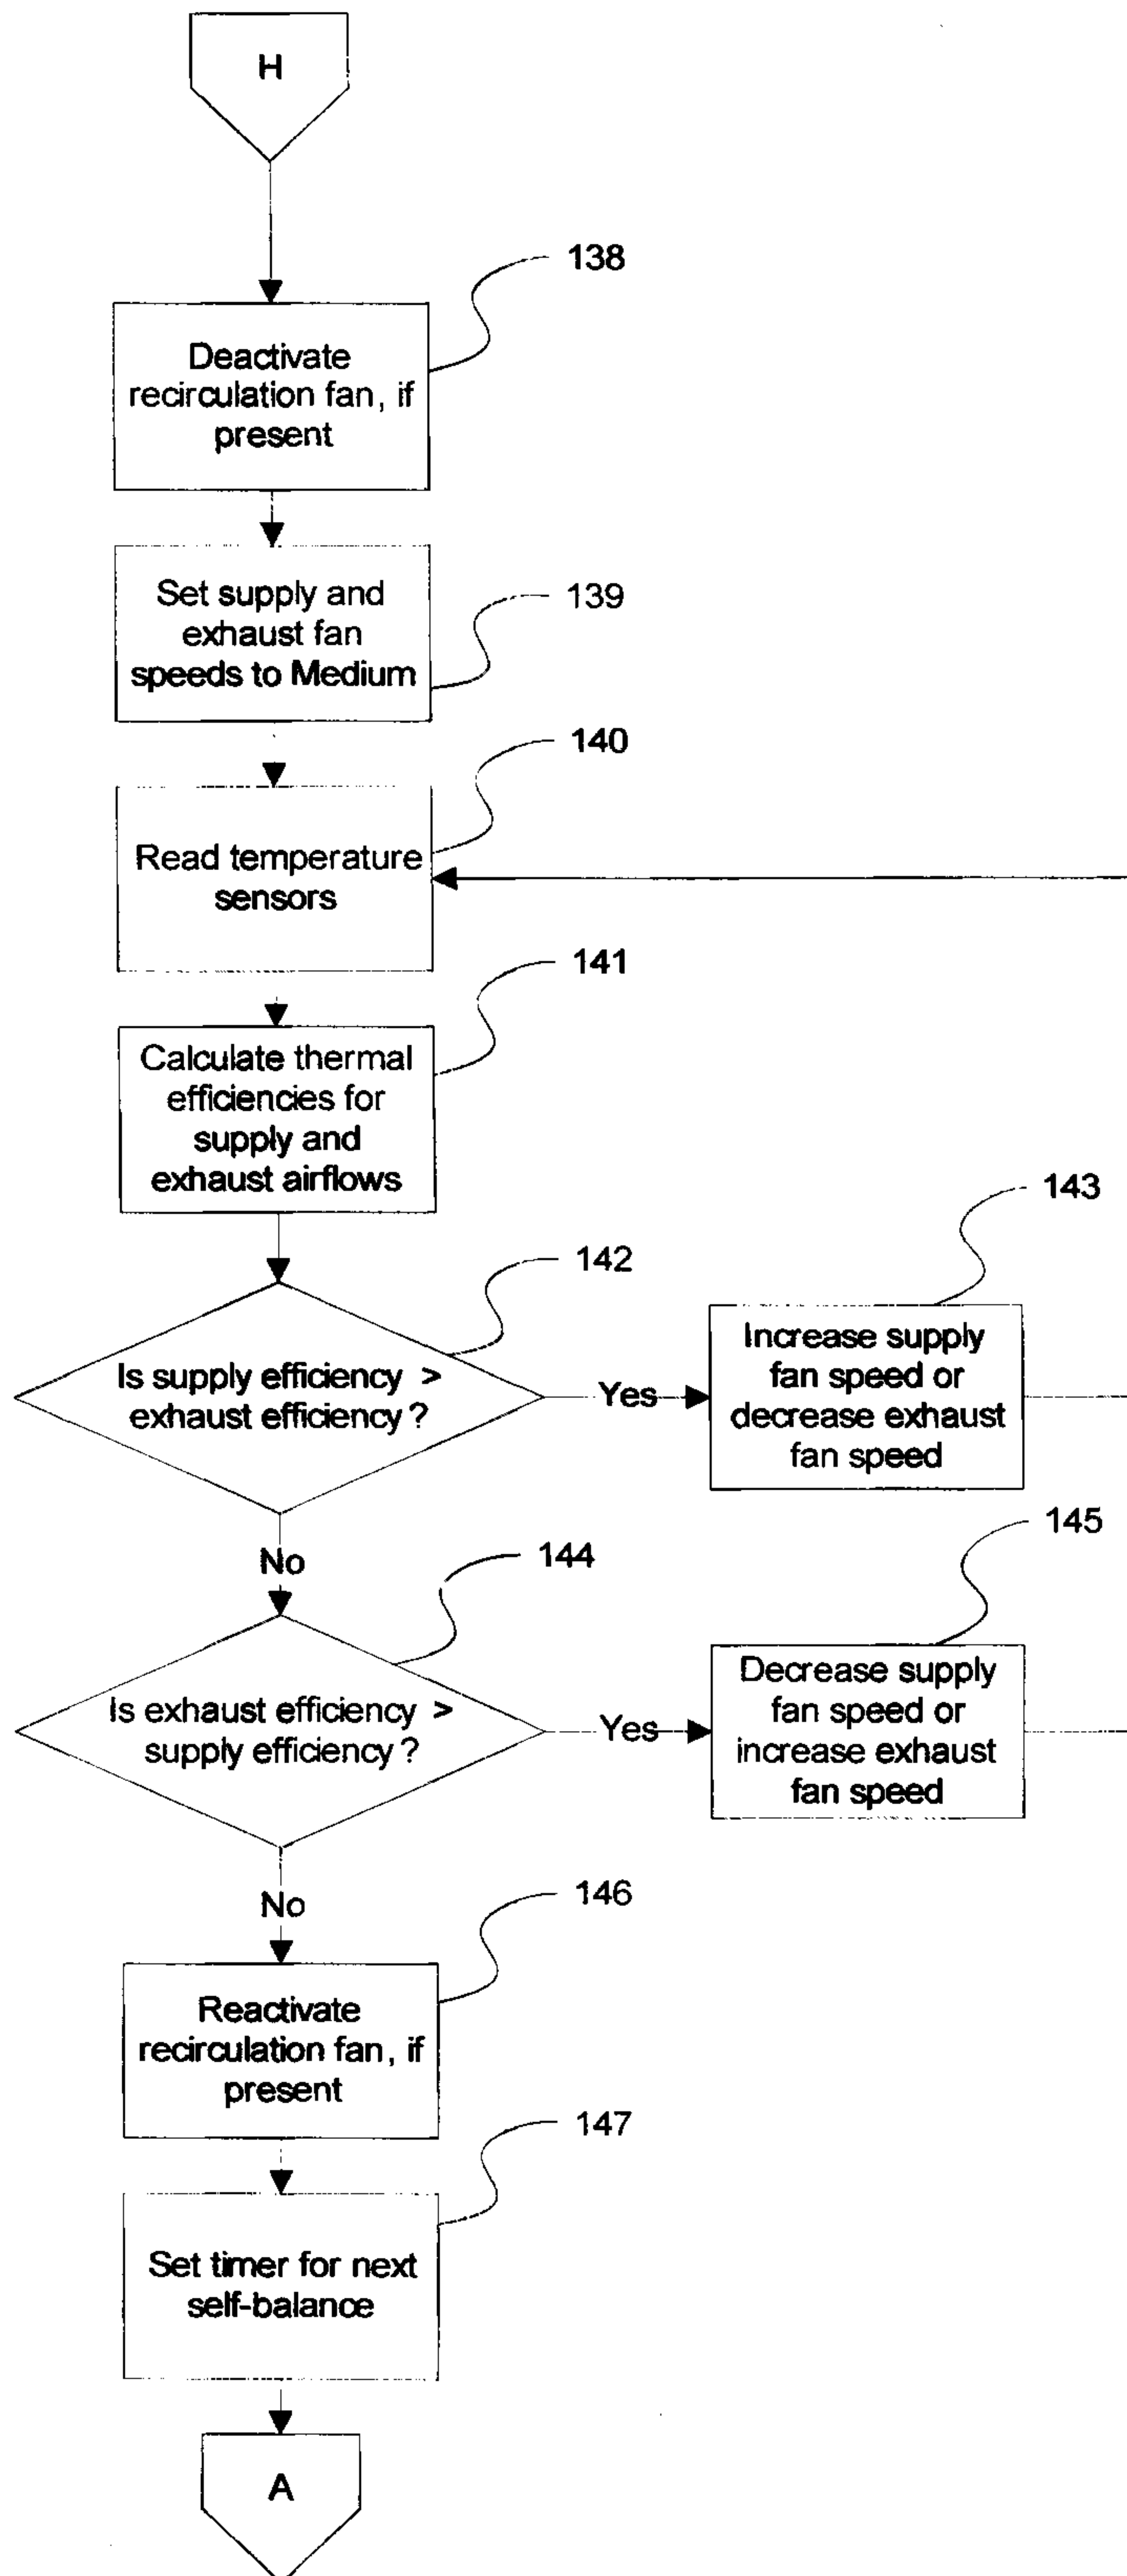 H
138
Deactivate
recirculation fan, if
present
139
Set supply and
exhaust fan
speeds to Medium
140
Read temperature
sensors
141
Calculate thermal
efficiencies for
supply and
exhaust airflows
142
Is supply efficiency >
exhaust efficiency?
Yes
143
Increase supply
fan speed or
decrease exhaust
fan speed
No
144
Is exhaust efficiency >
supply efficiency?
Yes
145
Decrease supply
fan speed or
increase exhaust
fan speed
No
146
Reactivate
recirculation fan, if
present
147
Set timer for next
self-balance
A